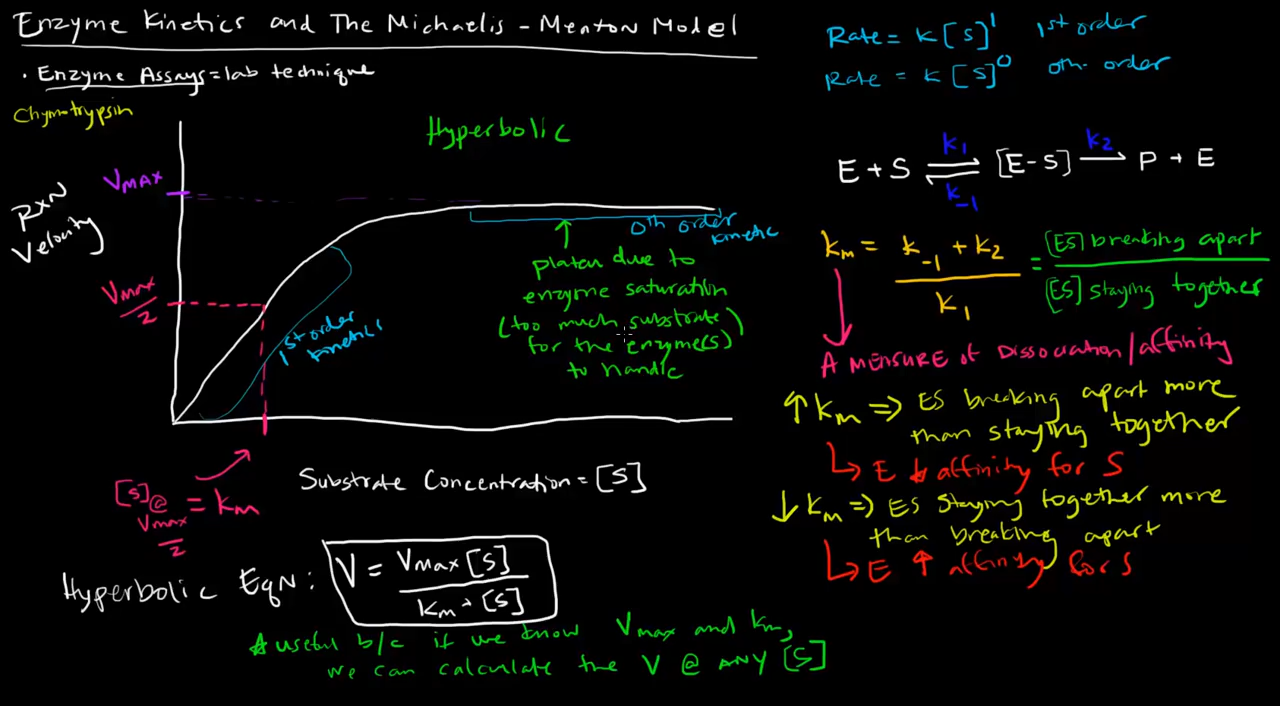 Enzyme Kinetics and The Michaelis - Menton Model
· Enzyme Assays = lab technique
Chymotrypsin
Hyperbolic
VMAX
RXN
Velocity
VMAX/2
1st order
kinetics
0th order
kinetic
plateau due to
enzyme saturation
(too much substrate
for the enzyme(s))
to handle
[S]@
VMAX/2
= km
Substrate Concentration = [S]
Hyperbolic EqN: V = VMax [S] / km + [S]
* useful b/c if we know Vmax and km,
we can calculate the V @ ANY [S]
Rate = k [S]¹ 1st order
Rate = k [S]⁰ 0th order
k1 k2
E + S ⇌ [E-S] → P + E
k-1
km = k-1 + k2 / k1 = [ES] breaking apart / [ES] staying together
A MEASURE of Dissociation/affinity
↑ km ⇒ ES breaking apart more
than staying together
↳ E ↓ affinity for S
↓ km ⇒ ES staying together more
than breaking apart
↳ E ↑ affinity for S